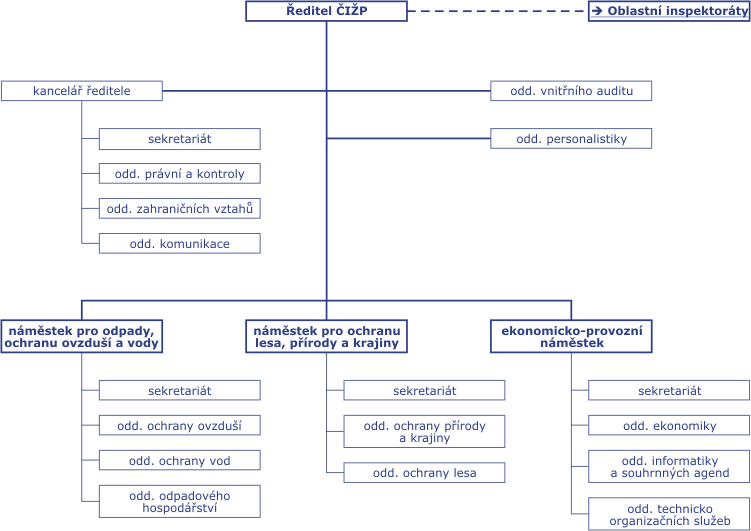 Ředitel ČIŽP
➔ Oblastní inspektoráty
kancelář ředitele
odd. vnitřního auditu
sekretariát
odd. personalistiky
odd. právní a kontroly
odd. zahraničních vztahů
odd. komunikace
náměstek pro odpady,
ochranu ovzduší a vody
náměstek pro ochranu
lesa, přírody a krajiny
ekonomicko-provozní
náměstek
sekretariát
odd. ochrany ovzduší
odd. ochrany vod
odd. odpadového
hospodářství
sekretariát
odd. ochrany přírody
a krajiny
odd. ochrany lesa
sekretariát
odd. ekonomiky
odd. informatiky
a souhrnných agend
odd. technicko
organizačních služeb